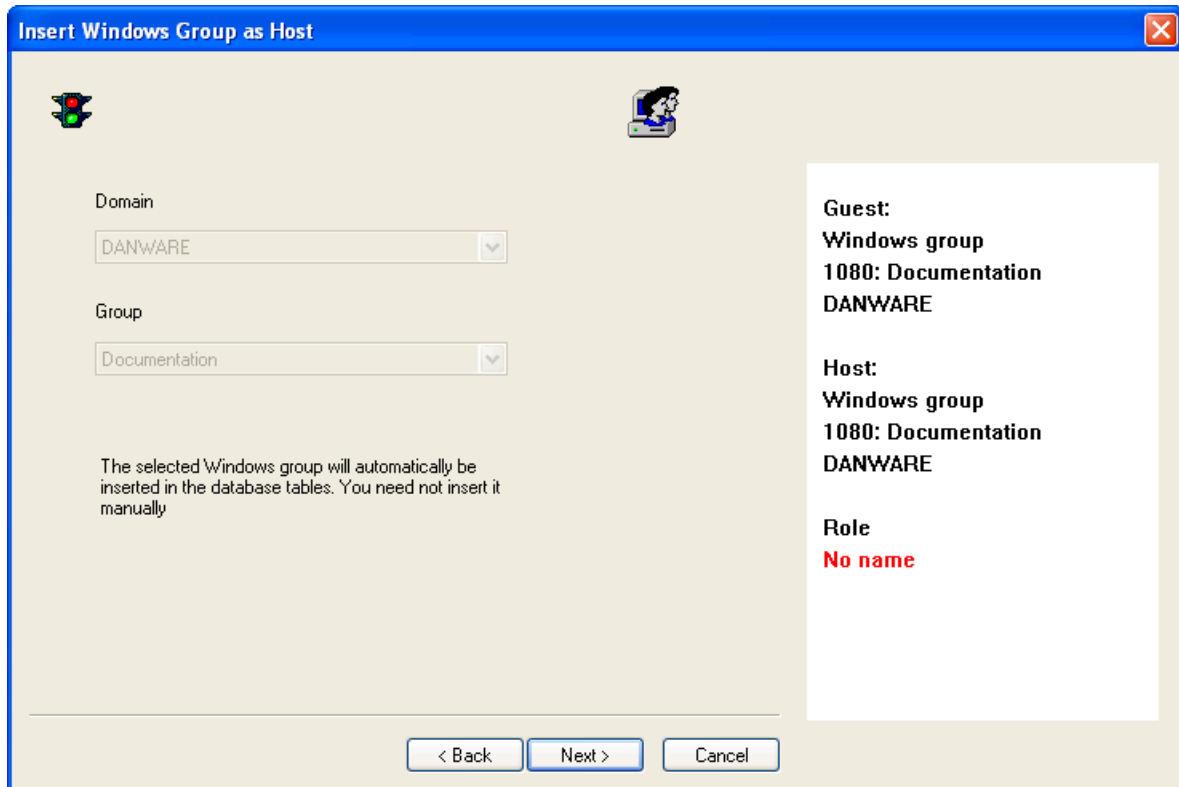 Insert Windows Group as Host
Domain
DANWARE
Group
Documentation
The selected Windows group will automatically be
inserted in the database tables. You need not insert it
manually
Guest:
Windows group
1080: Documentation
DANWARE
Host:
Windows group
1080: Documentation
DANWARE
Role
No name
< Back
Next >
Cancel